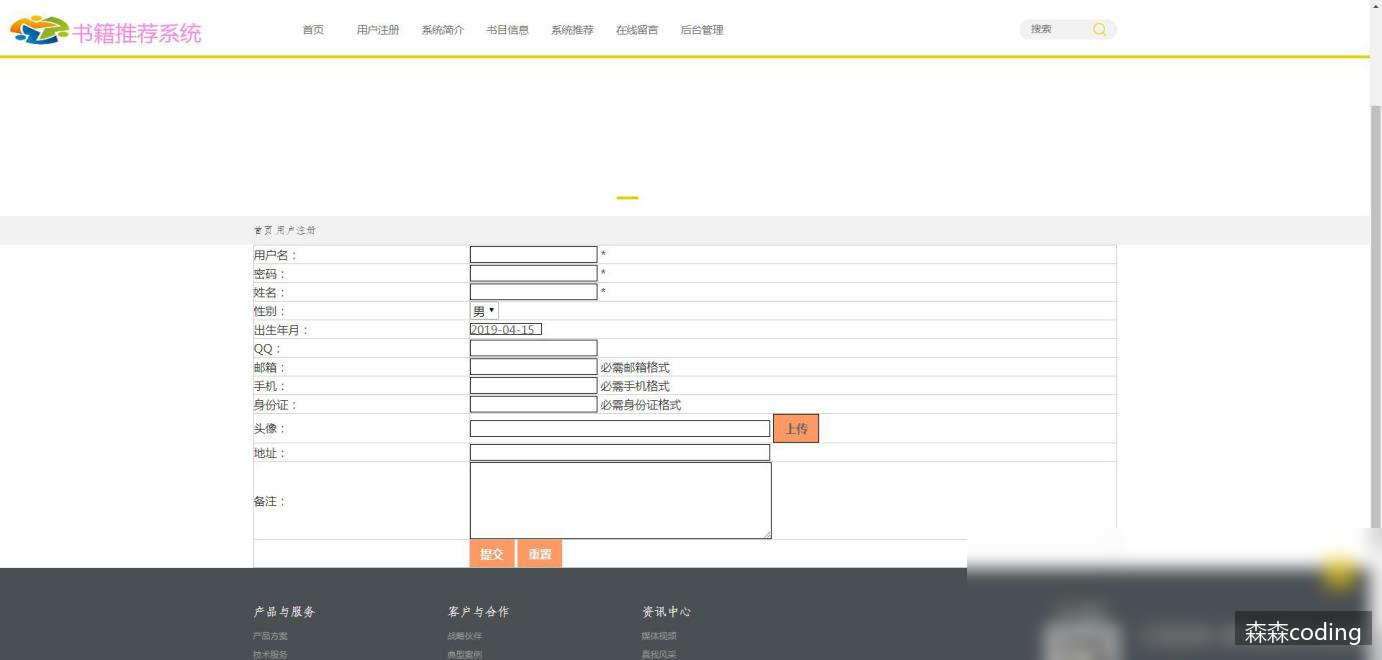 书籍推荐系统
首页 用户注册 系统简介 书目信息 系统推荐 在线留言 后台管理
搜索
首页 用户注册
用户名：
*
密码：
*
姓名：
*
性别：
男
出生年月：
2019-04-15
QQ：
邮箱：
必需邮箱格式
手机：
必需手机格式
身份证：
必需身份证格式
头像：
上传
地址：
备注：
提交 重置
产品与服务 客户与合作 资讯中心
产品方案 战略伙伴 媒体视频
技术服务 典型案例 真我风采
森森coding